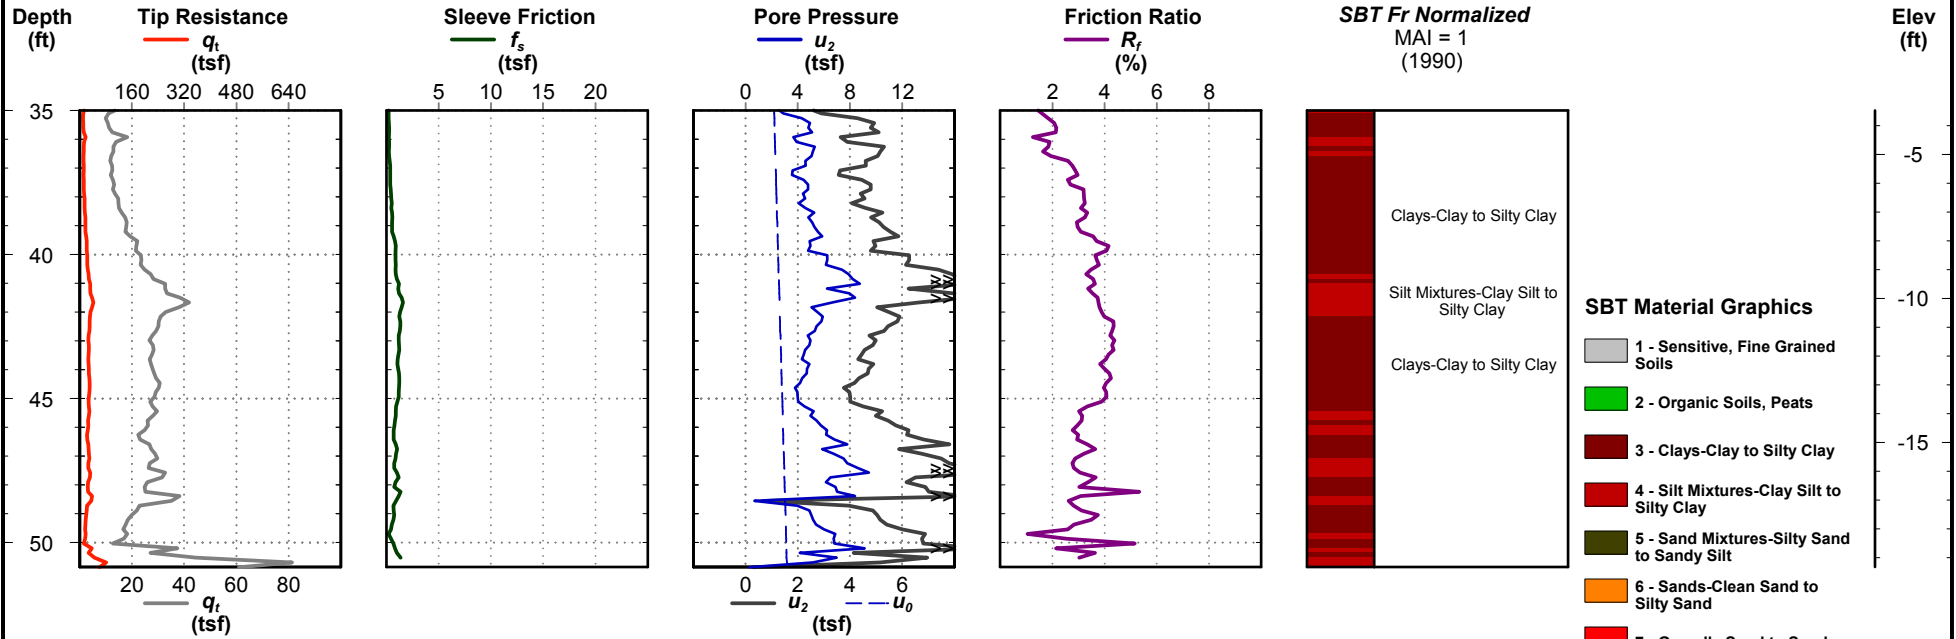 Depth
(ft)
Tip Resistance
qt
(tsf)
160 320 480 640
Sleeve Friction
fs
(tsf)
5 10 15 20
Pore Pressure
u2
(tsf)
0 4 8 12
Friction Ratio
Rf
(%)
2 4 6 8
SBT Fr Normalized
MAI = 1
(1990)
Elev
(ft)
35
40
45
50
>>
>>
>>
>>
>>
>>
Clays-Clay to Silty Clay
Silt Mixtures-Clay Silt to
Silty Clay
Clays-Clay to Silty Clay
-5
-10
-15
20 40 60 80
qt
(tsf)
0 2 4 6
u2 u0
(tsf)
SBT Material Graphics
1 - Sensitive, Fine Grained
Soils
2 - Organic Soils, Peats
3 - Clays-Clay to Silty Clay
4 - Silt Mixtures-Clay Silt to
Silty Clay
5 - Sand Mixtures-Silty Sand
to Sandy Silt
6 - Sands-Clean Sand to
Silty Sand